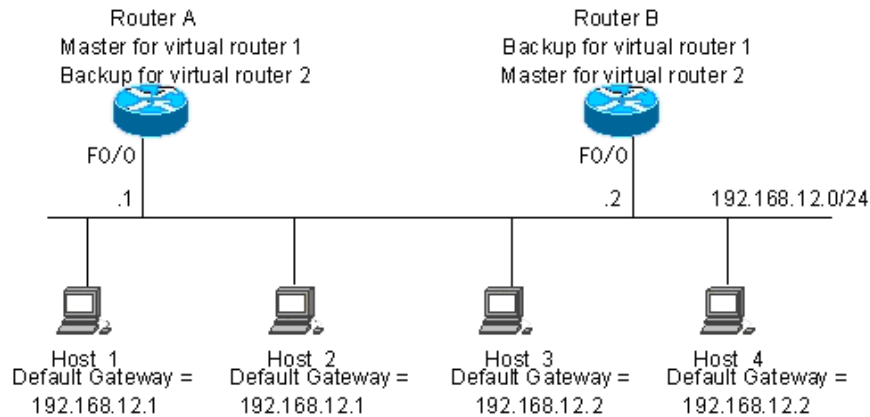 Router A
Master for virtual router 1
Backup for virtual router 2
Router B
Backup for virtual router 1
Master for virtual router 2
F0/0
F0/0
.1
.2
192.168.12.0/24
Host 1
Default Gateway =
192.168.12.1
Host 2
Default Gateway =
192.168.12.1
Host 3
Default Gateway =
192.168.12.2
Host 4
Default Gateway =
192.168.12.2